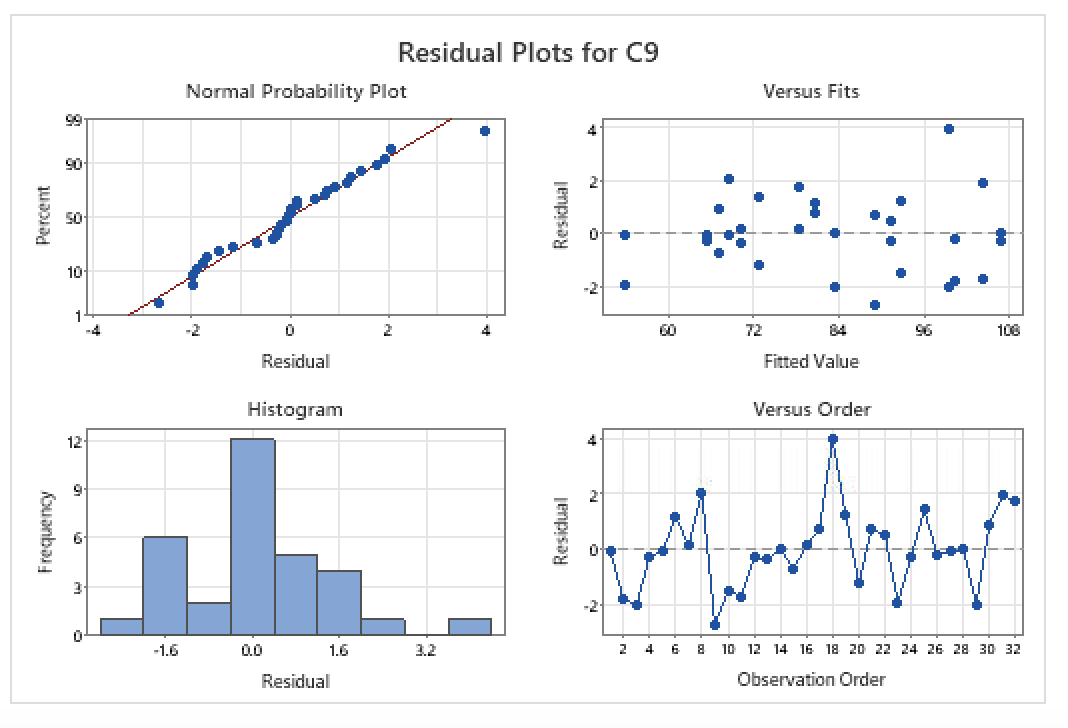 Residual Plots for C9
Normal Probability Plot
99
90
50
10
1
Percent
-4 -2 0 2 4
Residual
Versus Fits
4
2
0
-2
Residual
60 72 84 96 108
Fitted Value
Histogram
12
9
6
3
0
Frequency
-1.6 0.0 1.6 3.2
Residual
Versus Order
4
2
0
-2
Residual
2 4 6 8 10 12 14 16 18 20 22 24 26 28 30 32
Observation Order